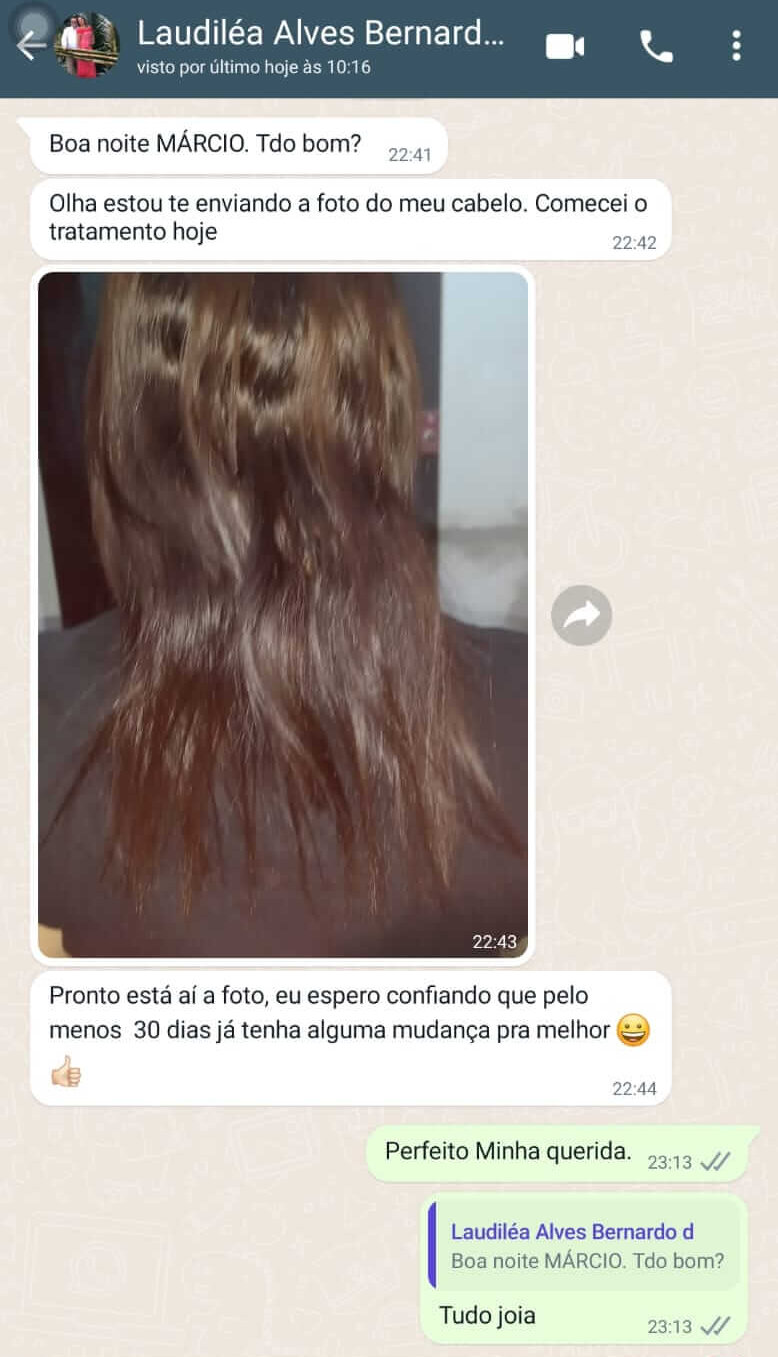 Laudiléa Alves Bernard...
visto por último hoje às 10:16
Boa noite MÁRCIO. Tdo bom?
22:41
Olha estou te enviando a foto do meu cabelo. Comecei o
tratamento hoje
22:42
22:43
Pronto está aí a foto, eu espero confiando que pelo
menos 30 dias já tenha alguma mudança pra melhor 😀
👍🏻
22:44
Perfeito Minha querida.
23:13
Laudiléa Alves Bernardo d
Boa noite MÁRCIO. Tdo bom?
Tudo joia
23:13